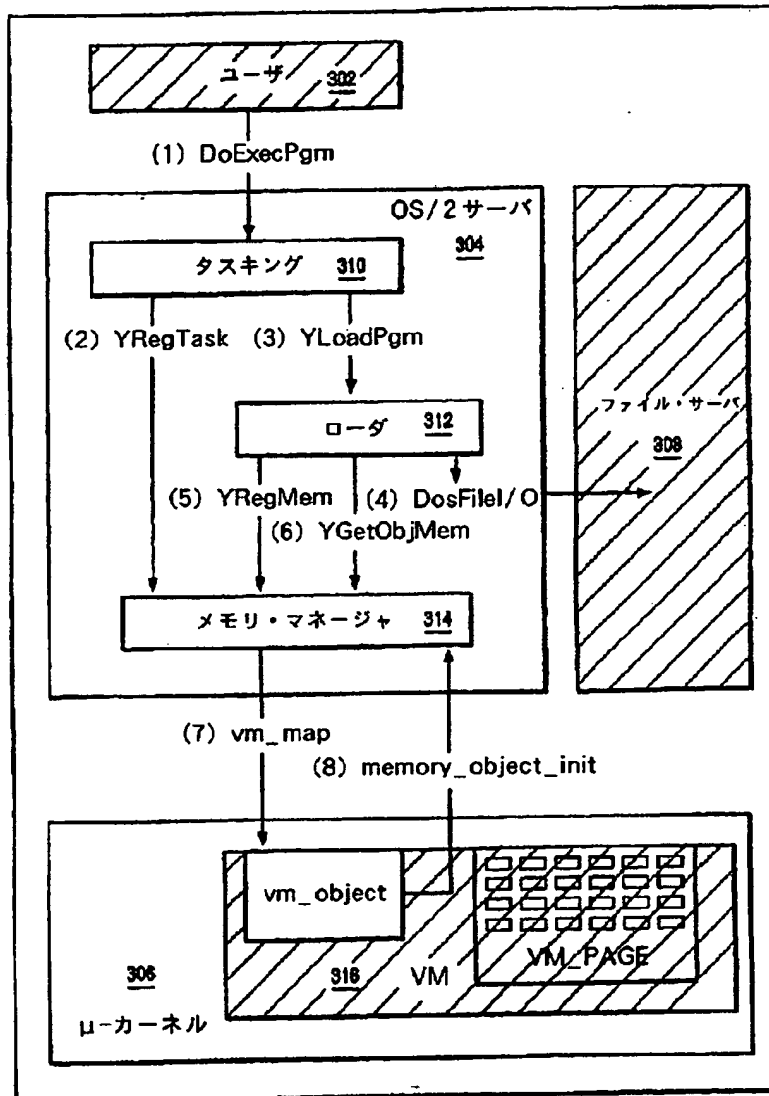 ユーザ 302
(1) DoExecPgm
OS/2 サーバ
304
タスキング 310
(2) YRegTask (3) YLoadPgm
ローダ 312
ファイル・サーバ
308
(5) YRegMem (4) DosFileI/O
(6) YGetObjMem
メモリ・マネージャ 314
(7) vm_map
(8) memory_object_init
vm_object
VM_PAGE
306
316 VM
μ-カーネル